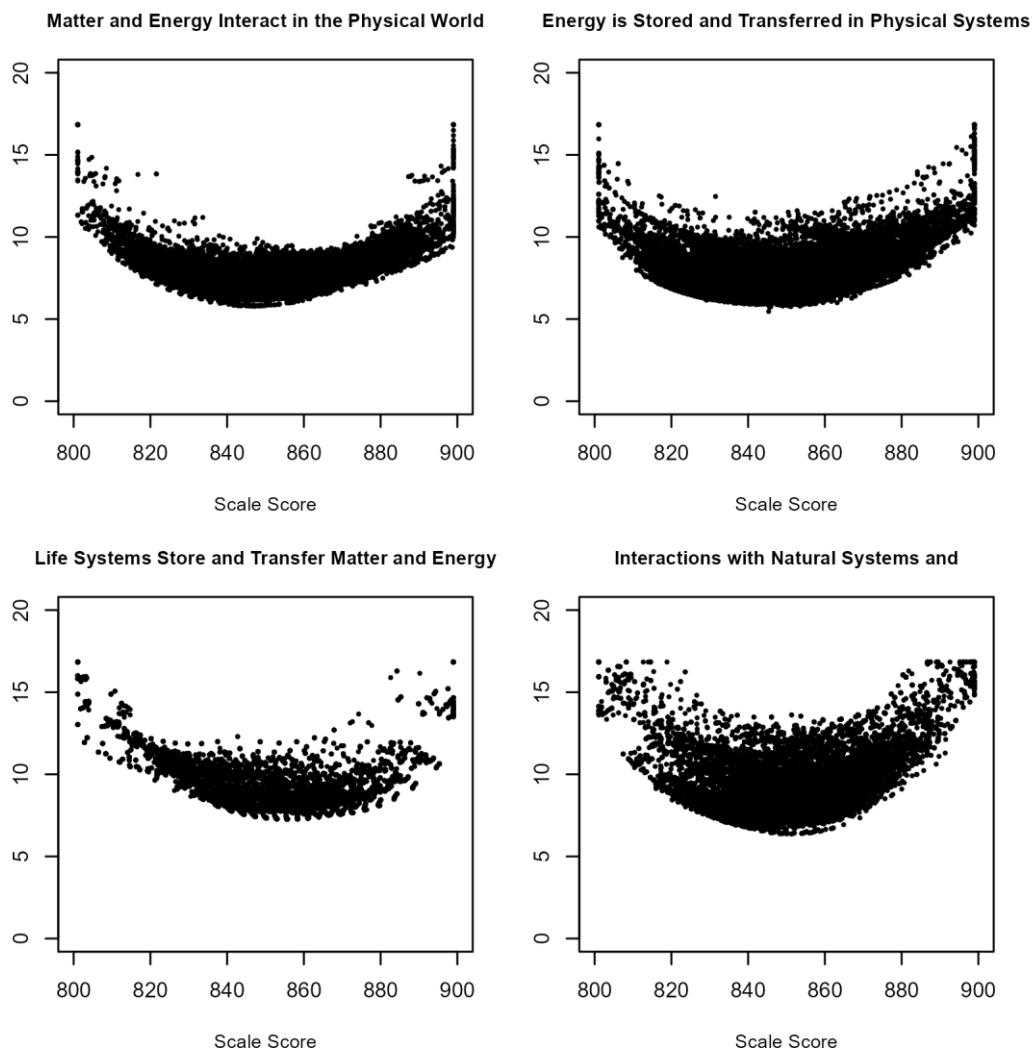 Matter and Energy Interact in the Physical World
20
15
10
5
0
800 820 840 860 880 900
Scale Score
Energy is Stored and Transferred in Physical Systems
20
15
10
5
0
800 820 840 860 880 900
Scale Score
Life Systems Store and Transfer Matter and Energy
20
15
10
5
0
800 820 840 860 880 900
Scale Score
Interactions with Natural Systems and
20
15
10
5
0
800 820 840 860 880 900
Scale Score